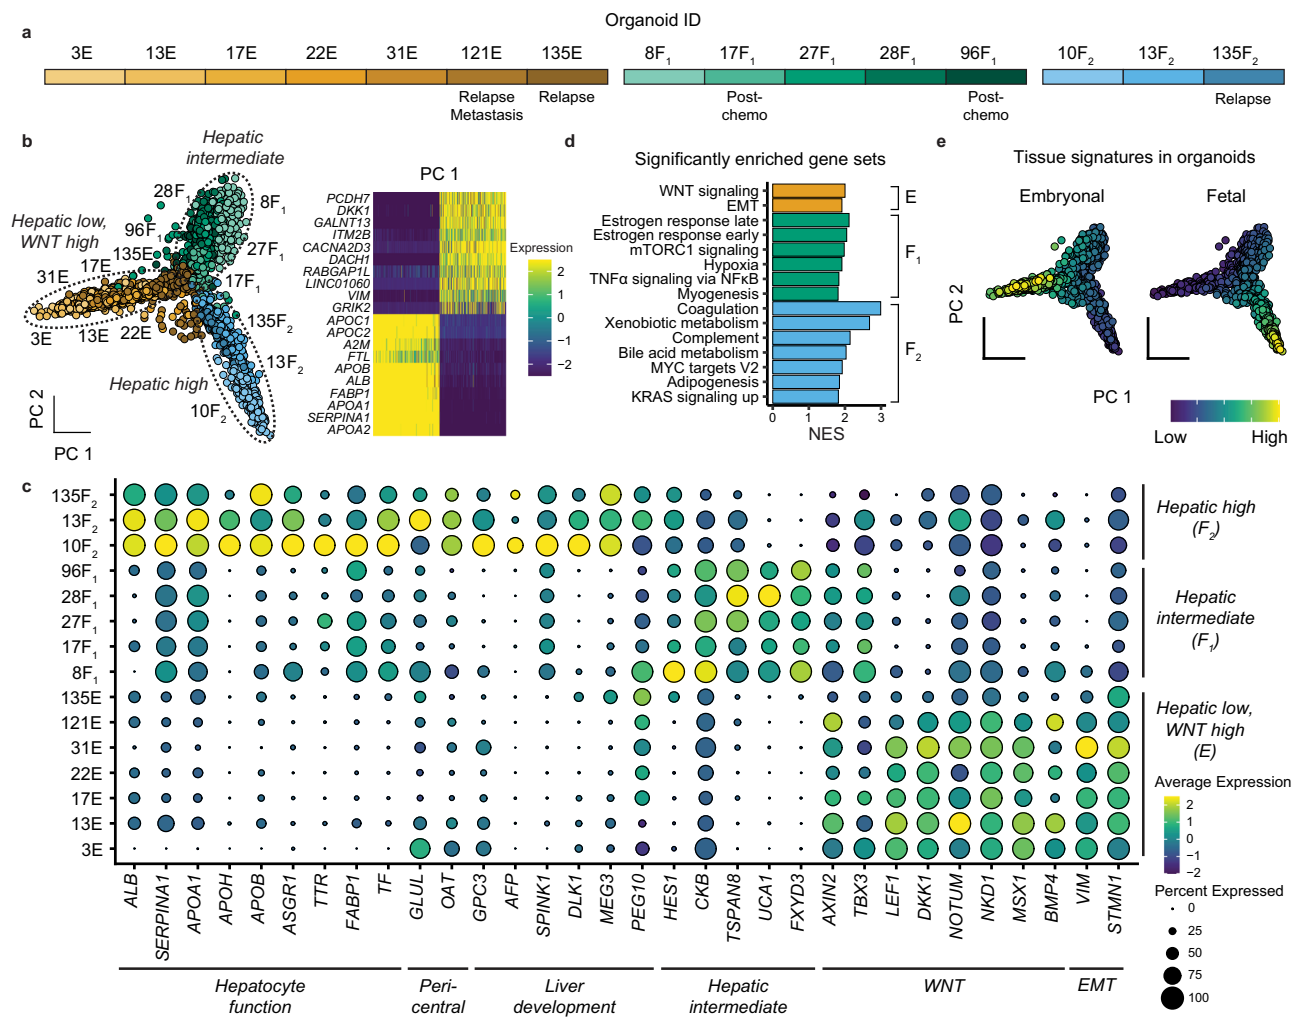 a
Organoid ID
3E 13E 17E 22E 31E 121E 135E 8F1 17F1 27F1 28F1 96F1 10F2 13F2 135F2
Relapse Metastasis Relapse Post-chemo Post-chemo Relapse
b
Hepatic
intermediate
28F1
8F1
Hepatic low,
WNT high
96F1
27F1
135E
17E
31E
17F1
135F2
22E
13E
3E
13F2
Hepatic high
10F2
PC 2
PC 1
PC 1
PCDH7
DKK1
GALNT13
ITM2B
CACNA2D3
DACH1
RABGAP1L
LINC01060
VIM
GRIK2
APOC1
APOC2
A2M
FTL
APOB
ALB
FABP1
APOA1
SERPINA1
APOA2
Expression
2
1
0
−1
−2
d
Significantly enriched gene sets
WNT signaling
EMT
Estrogen response late
Estrogen response early
mTORC1 signaling
Hypoxia
TNFα signaling via NFκB
Myogenesis
Coagulation
Xenobiotic metabolism
Complement
Bile acid metabolism
MYC targets V2
Adipogenesis
KRAS signaling up
E
F1
F2
0 1 2 3
NES
e
Tissue signatures in organoids
Embryonal Fetal
PC 2
PC 1
Low High
c
135F2
13F2
10F2
96F1
28F1
27F1
17F1
8F1
135E
121E
31E
22E
17E
13E
3E
Hepatic high
(F2)
Hepatic
intermediate
(F1)
Hepatic low,
WNT high
(E)
Average Expression
2
1
0
−1
−2
Percent Expressed
0
25
50
75
100
ALB SERPINA1 APOA1 APOH APOB ASGR1 TTR FABP1 TF GLUL OAT GPC3 AFP SPINK1 DLK1 MEG3 PEG10 HES1 CKB TSPAN8 UCA1 FXYD3 AXIN2 TBX3 LEF1 DKK1 NOTUM NKD1 MSX1 BMP4 VIM STMN1
Hepatocyte
function
Peri-
central
Liver
development
Hepatic
intermediate
WNT
EMT